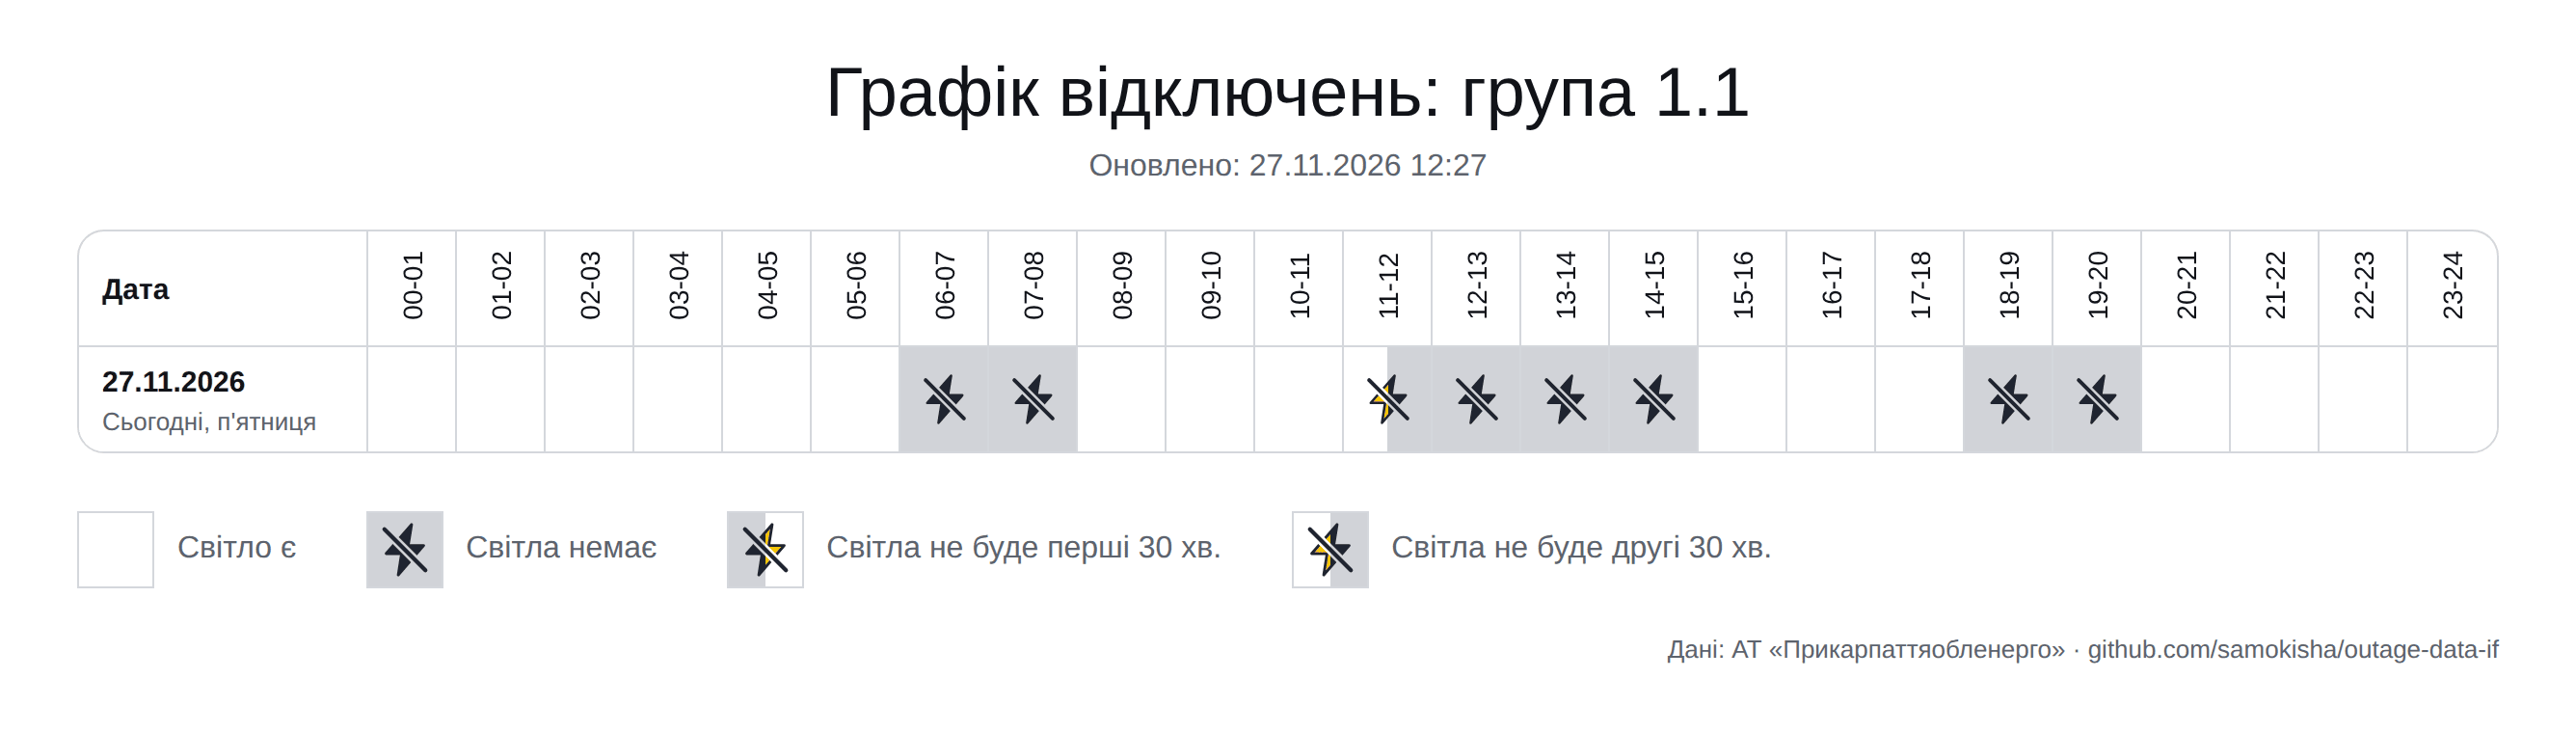 Графік відключень: група 1.1
Оновлено: 27.11.2026 12:27
Дата 00-01 01-02 02-03 03-04 04-05 05-06 06-07 07-08 08-09 09-10 10-11 11-12 12-13 13-14 14-15 15-16 16-17 17-18 18-19 19-20 20-21 21-22 22-23 23-24
27.11.2026
Сьогодні, п'ятниця
Світло є Світла немає Світла не буде перші 30 хв. Світла не буде другі 30 хв.
Дані: АТ «Прикарпаттяобленерго» · github.com/samokisha/outage-data-if